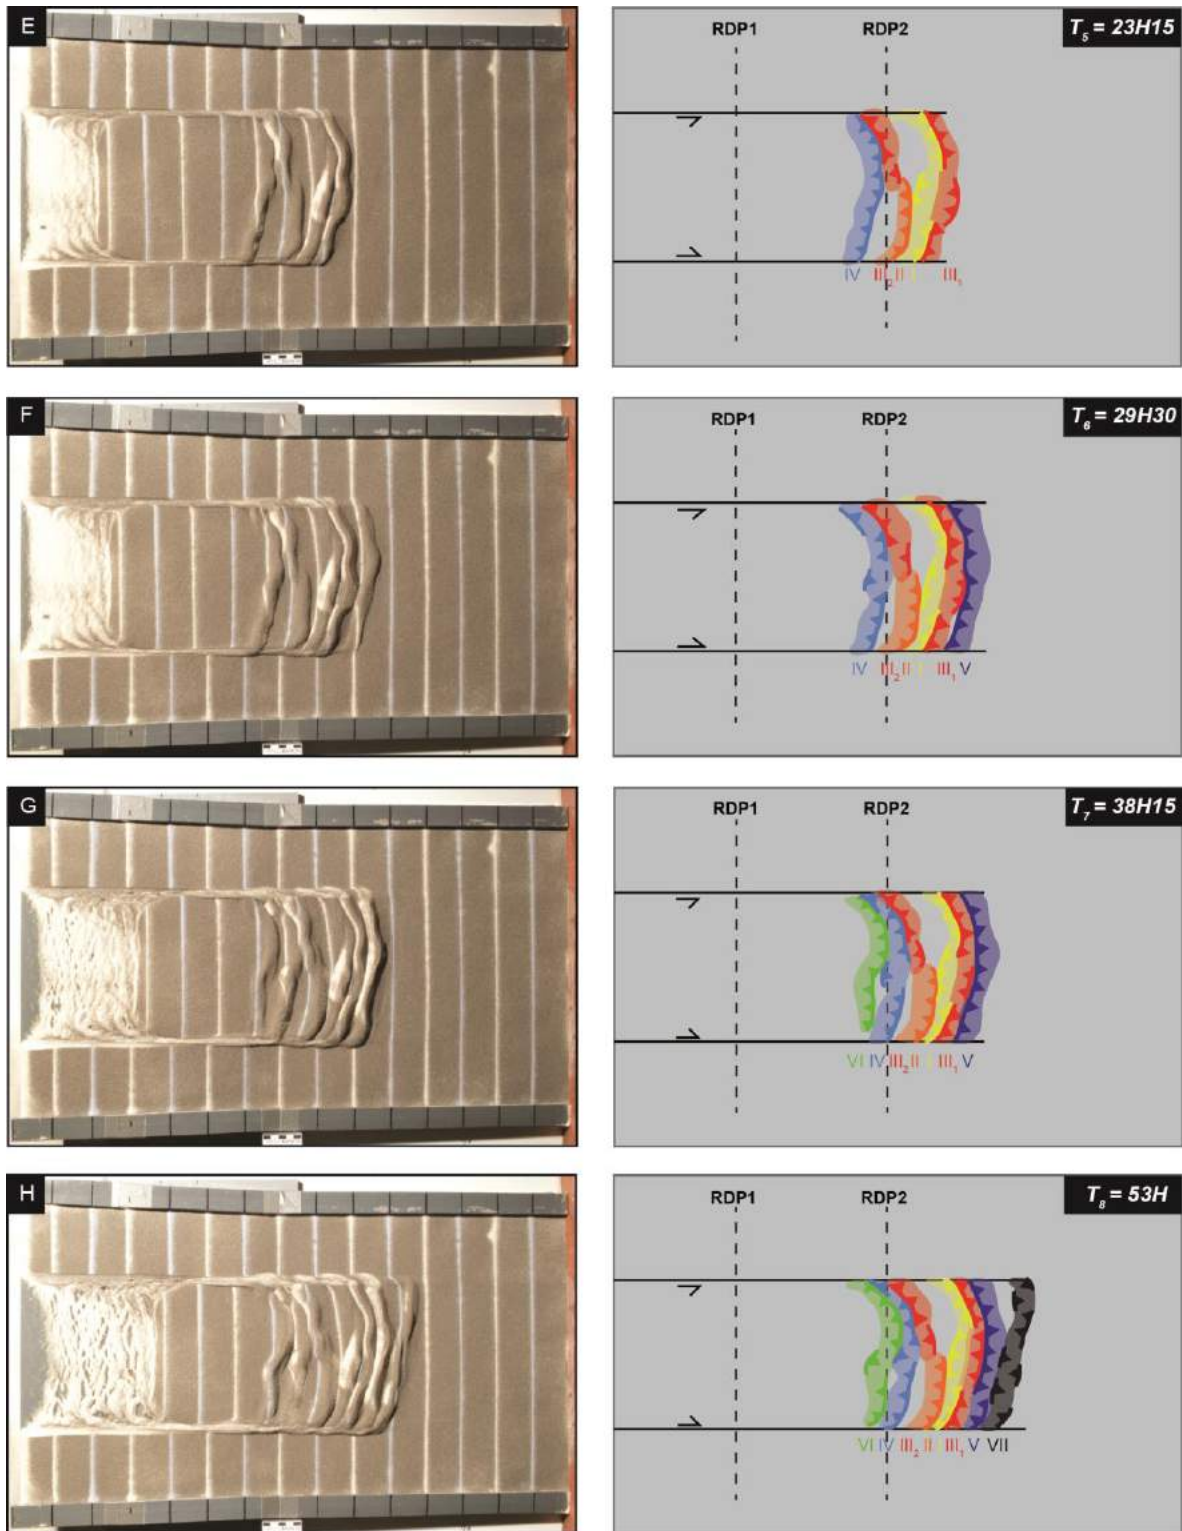 E
RDP1 RDP2
T5 = 23H15
IV III2 II I III1
F
RDP1 RDP2
T6 = 29H30
IV III2 II I III1 V
G
RDP1 RDP2
T7 = 38H15
VI IV III2 II I III1 V
H
RDP1 RDP2
T8 = 53H
VI IV III2 II III1 V VII